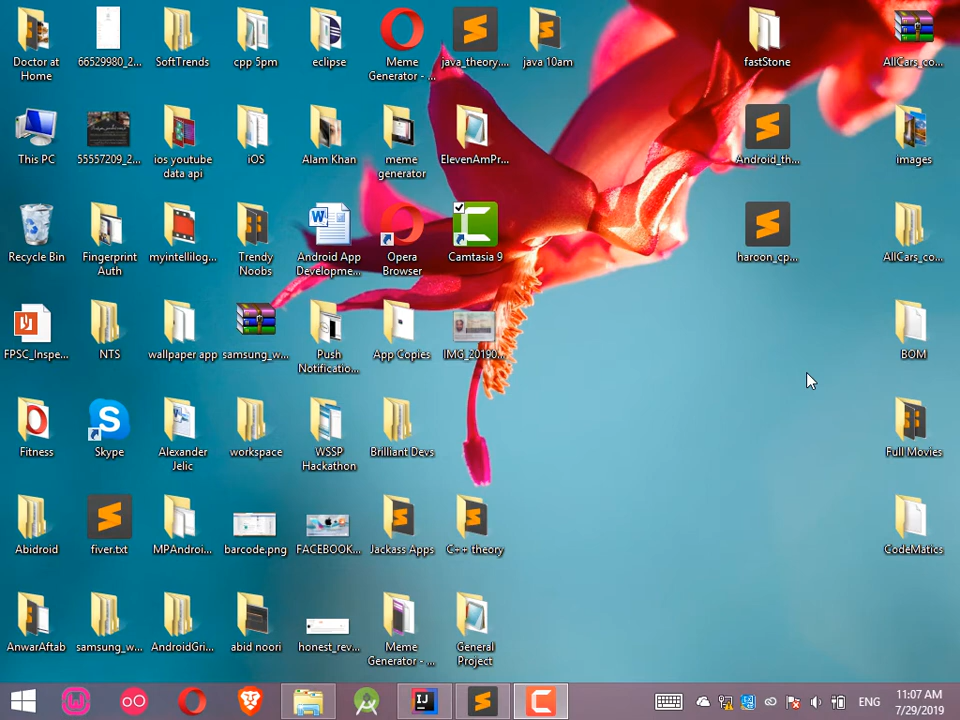 Doctor at
Home
66529980_2...
SoftTrends
cpp 5pm
eclipse
Meme
Generator - ...
java_theory....
java 10am
fastStone
AllCars_co...
This PC
55557209_2...
ios youtube
data api
iOS
Alam Khan
meme
generator
ElevenAmPr...
Android_th...
images
Recycle Bin
Fingerprint
Auth
myintellilog...
Trendy
Noobs
Android App
Developme...
Opera
Browser
Camtasia 9
haroon_cp...
AllCars_co...
FPSC_Inspe...
NTS
wallpaper app
samsung_w...
Push
Notificatio...
App Copies
IMG_20190...
BOM
Fitness
Skype
Alexander
Jelic
workspace
WSSP
Hackathon
Brilliant Devs
Full Movies
Abidroid
fiver.txt
MPAndroi...
barcode.png
FACEBOOK...
Jackass Apps
C++ theory
CodeMatics
AnwarAftab
samsung_w...
AndroidGri...
abid noori
honest_rev...
Meme
Generator - ...
General
Project
ENG
11:07 AM
7/29/2019